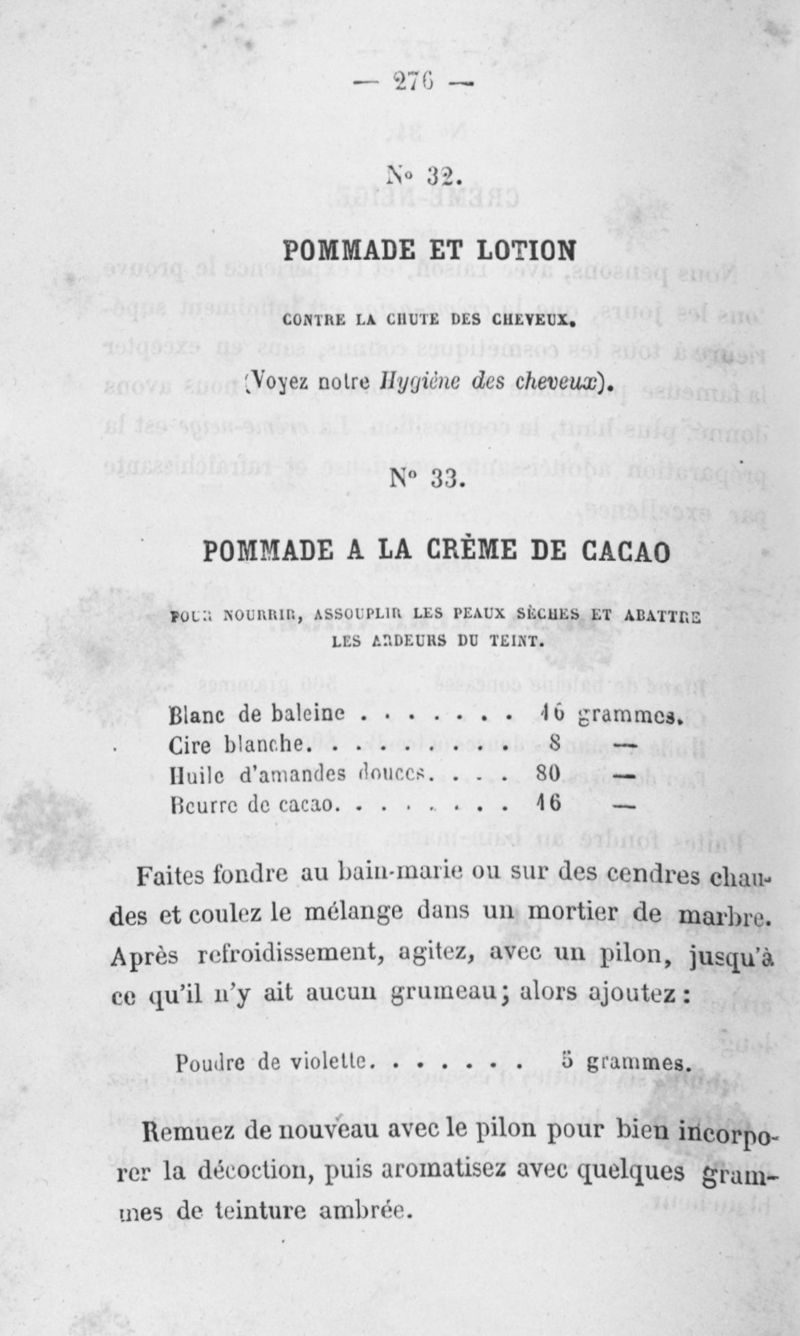 — 276 —
No 32.
POMMADE ET LOTION
CONTRE LA CHUTE DES CHEVEUX.
(Voyez notre Hygiène des cheveux).
No 33.
POMMADE A LA CRÈME DE CACAO
POUR NOURRIR, ASSOUPLIR LES PEAUX SÈCHES ET ABATTRE
LES ARDEURS DU TEINT.
Blanc de baleine . . . . . . . 16 grammes.
Cire blanche. . . . . . . . . 8 —
Huile d'amandes douces. . . . 80 —
Beurre de cacao. . . . . . . . 16 —
Faites fondre au bain-marie ou sur des cendres chau-
des et coulez le mélange dans un mortier de marbre.
Après refroidissement, agitez, avec un pilon, jusqu'à
ce qu'il n'y ait aucun grumeau; alors ajoutez :
Poudre de violette. . . . . . . 5 grammes.
Remuez de nouveau avec le pilon pour bien incorpo-
rer la décoction, puis aromatisez avec quelques gram-
mes de teinture ambrée.